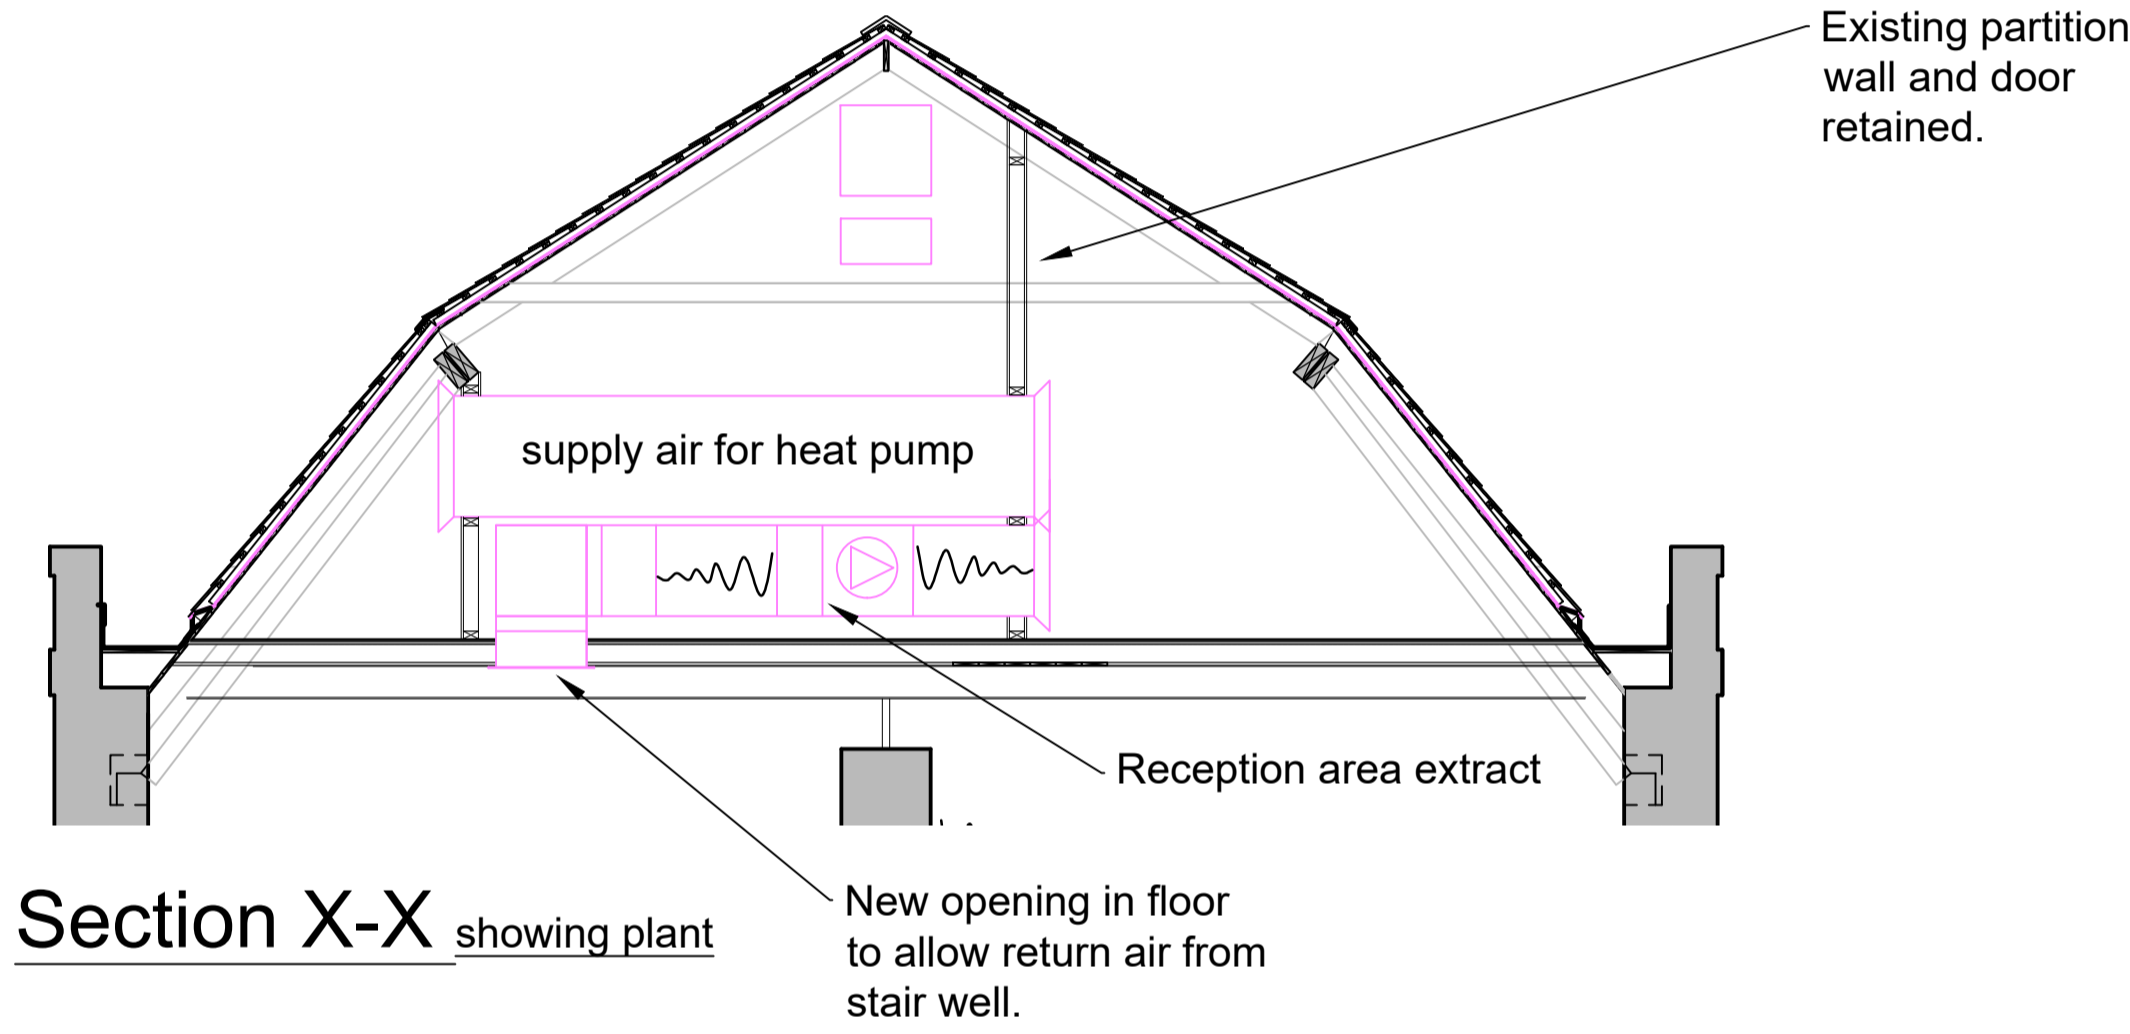 Existing partition
wall and door
retained.
supply air for heat pump
Reception area extract
New opening in floor
to allow return air from
stair well.
Section X-X showing plant